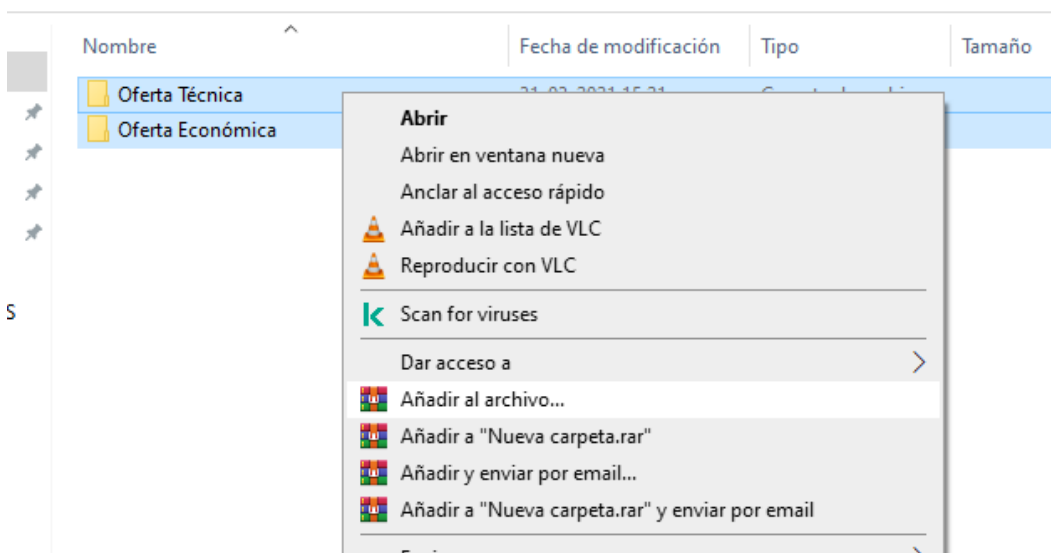 Nombre Fecha de modificación Tipo Tamaño
Oferta Técnica
Oferta Económica
Abrir
Abrir en ventana nueva
Anclar al acceso rápido
Añadir a la lista de VLC
Reproducir con VLC
Scan for viruses
Dar acceso a
Añadir al archivo...
Añadir a "Nueva carpeta.rar"
Añadir y enviar por email...
Añadir a "Nueva carpeta.rar" y enviar por email
s